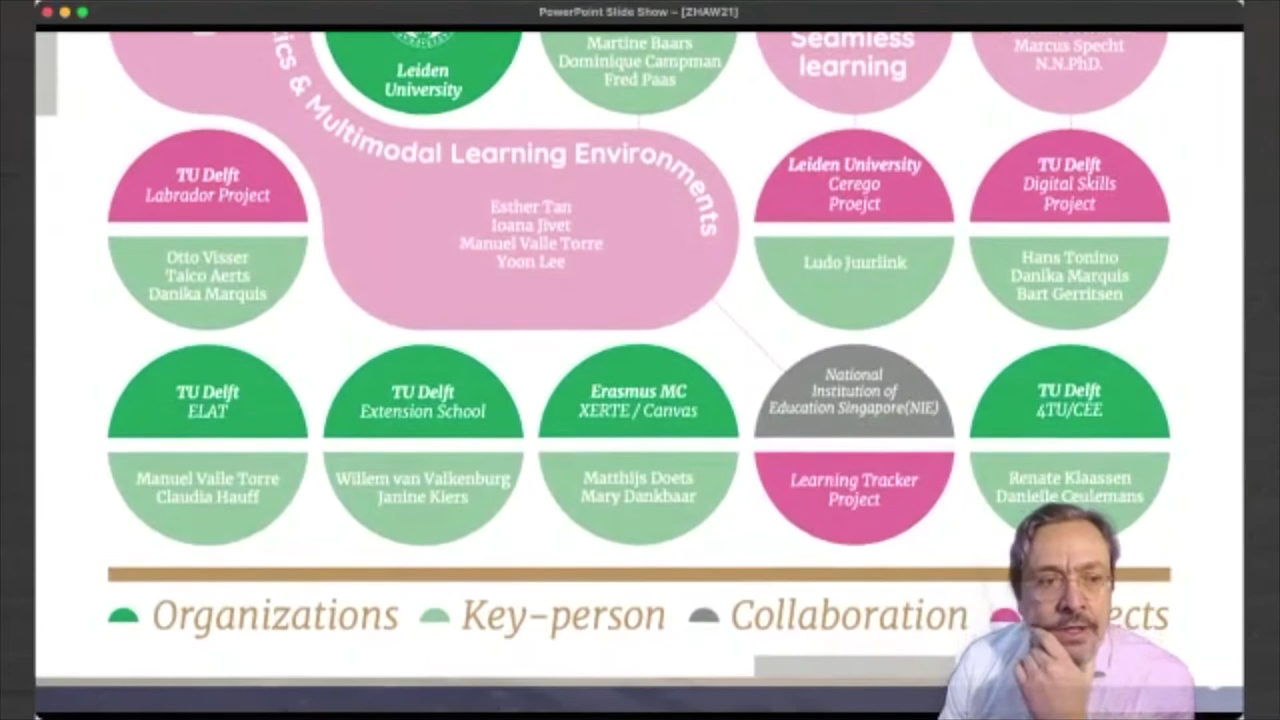 PowerPoint Slide Show – [ZHAW21]
ics & Multimodal Learning Environments
Leiden
University
Martine Baars
Dominique Campman
Fred Paas
Seamless
learning
Marcus Specht
N.N.PhD.
TU Delft
Labrador Project
Otto Visser
Taico Aerts
Danika Marquis
Esther Tan
Ioana Jivet
Manuel Valle Torre
Yoon Lee
Leiden University
Cerego
Proejct
Ludo Juurlink
TU Delft
Digital Skills
Project
Hans Tonino
Danika Marquis
Bart Gerritsen
TU Delft
ELAT
Manuel Valle Torre
Claudia Hauff
TU Delft
Extension School
Willem van Valkenburg
Janine Kiers
Erasmus MC
XERTE / Canvas
Matthijs Doets
Mary Dankbaar
National
Institution of
Education Singapore(NIE)
Learning Tracker
Project
TU Delft
4TU/CEE
Renate Klaassen
Danielle Ceulemans
Organizations
Key-person
Collaboration
ects